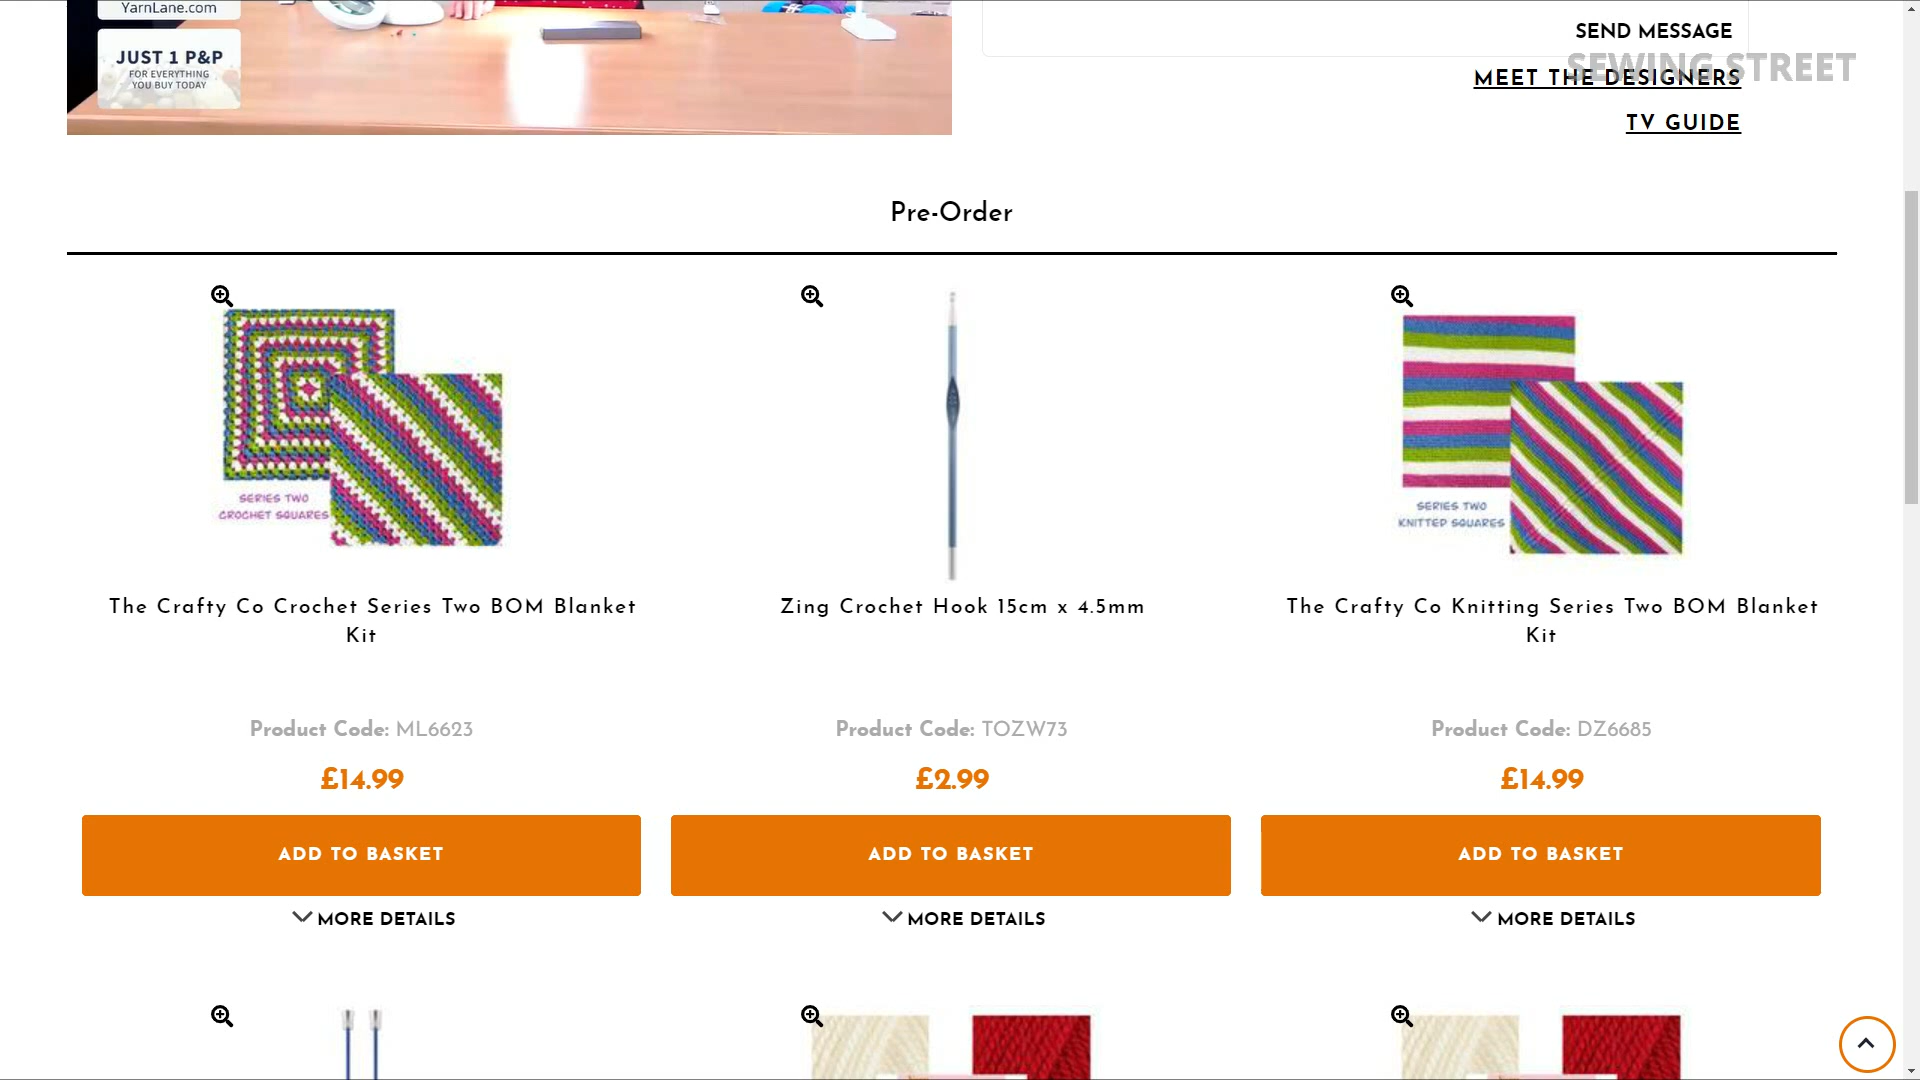 YarnLane.com
JUST 1 P&P
FOR EVERYTHING
YOU BUY TODAY
SEND MESSAGE
SEWING STREET
MEET THE DESIGNERS
TV GUIDE
Pre-Order
SERIES TWO
CROCHET SQUARES
SERIES TWO
KNITTED SQUARES
The Crafty Co Crochet Series Two BOM Blanket
Kit
Zing Crochet Hook 15cm x 4.5mm
The Crafty Co Knitting Series Two BOM Blanket
Kit
Product Code: ML6623
Product Code: TOZW73
Product Code: DZ6685
£14.99
£2.99
£14.99
ADD TO BASKET
ADD TO BASKET
ADD TO BASKET
MORE DETAILS
MORE DETAILS
MORE DETAILS